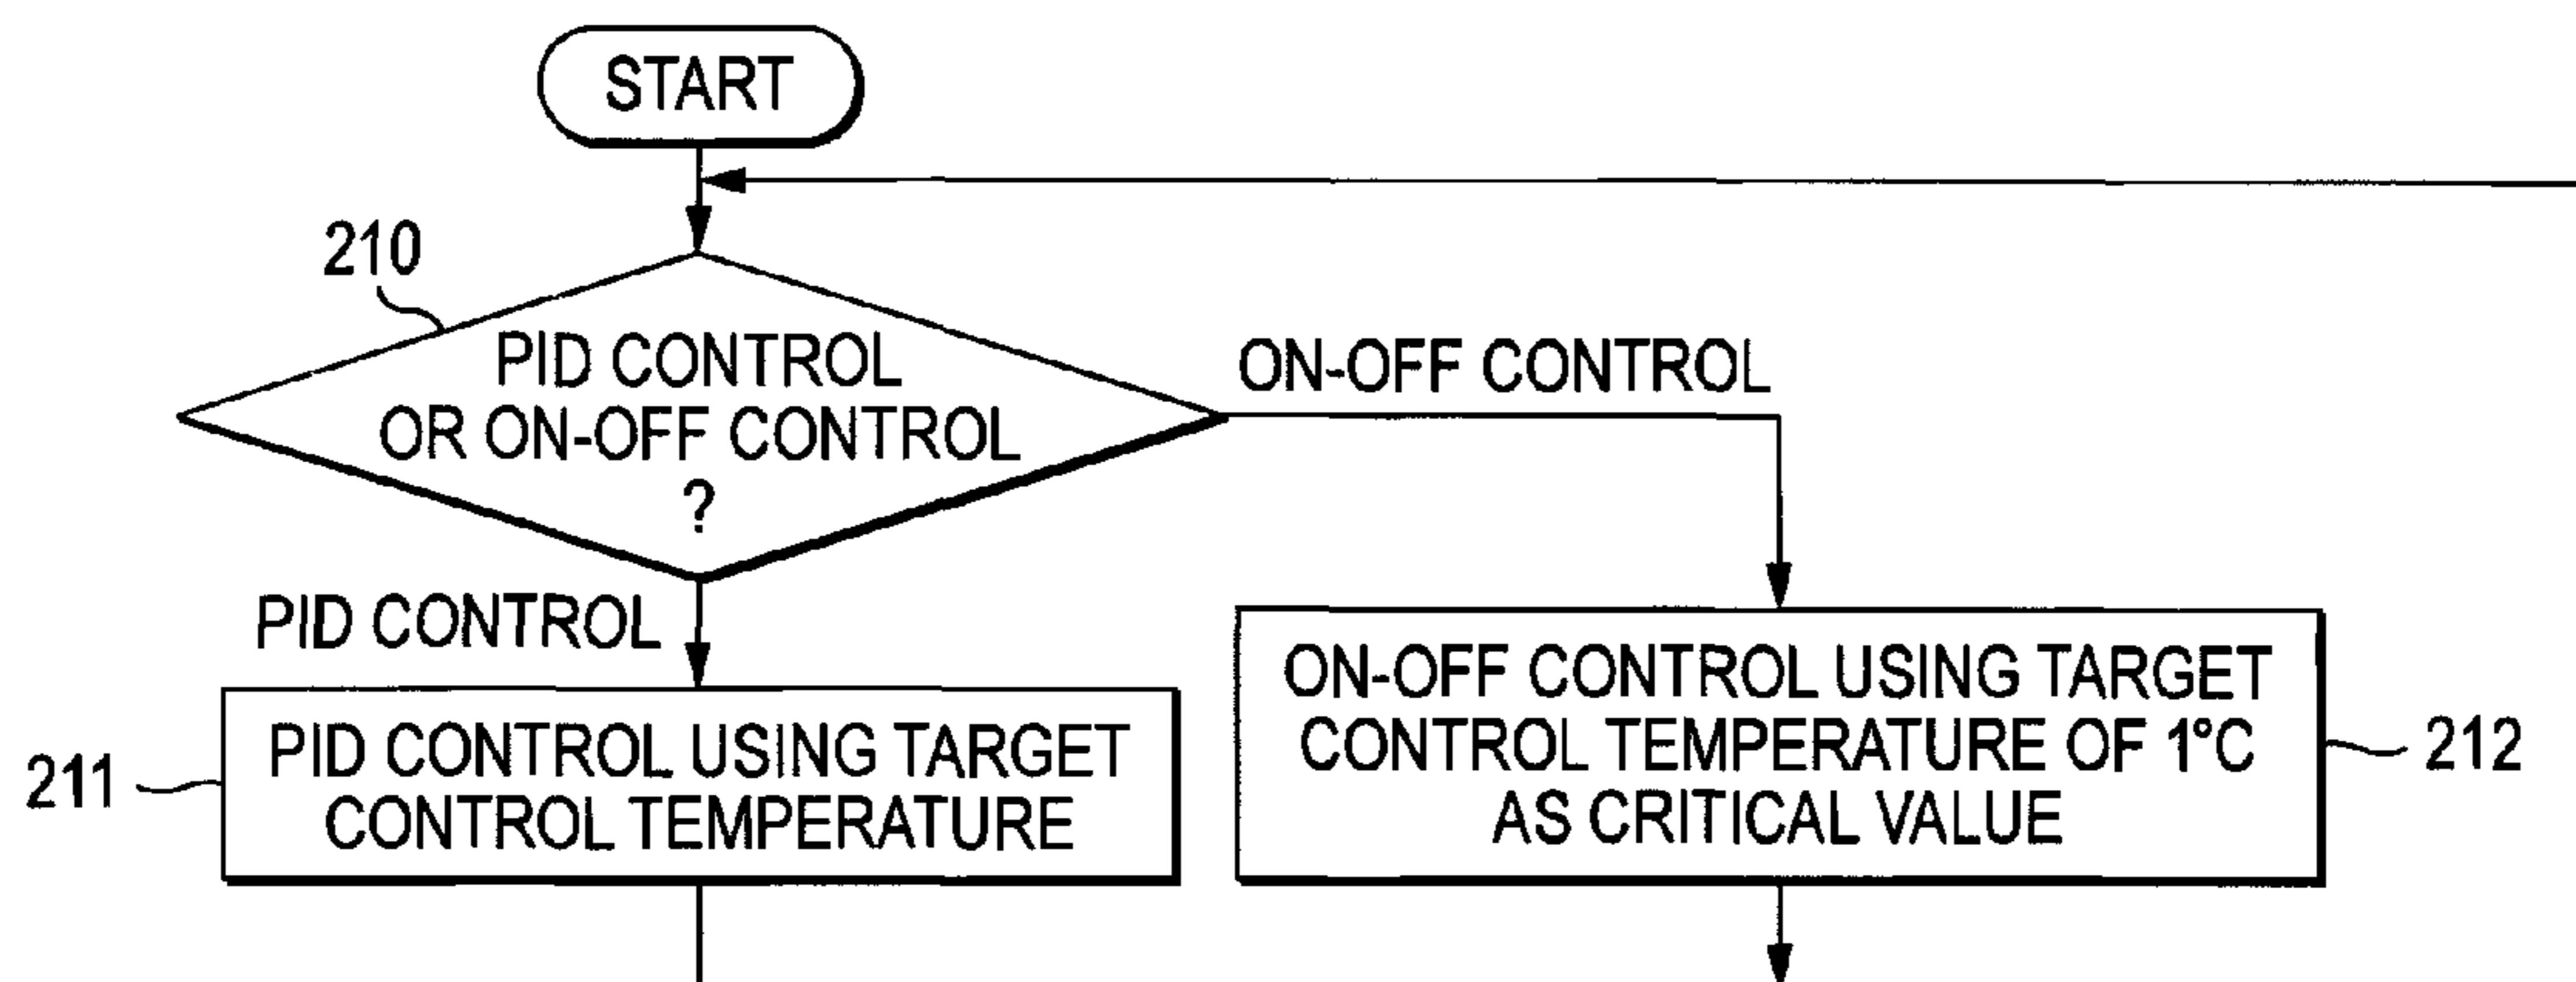 START
210
PID CONTROL
OR ON-OFF CONTROL
?
ON-OFF CONTROL
PID CONTROL
211
PID CONTROL USING TARGET
CONTROL TEMPERATURE
ON-OFF CONTROL USING TARGET
CONTROL TEMPERATURE OF 1°C
AS CRITICAL VALUE
212